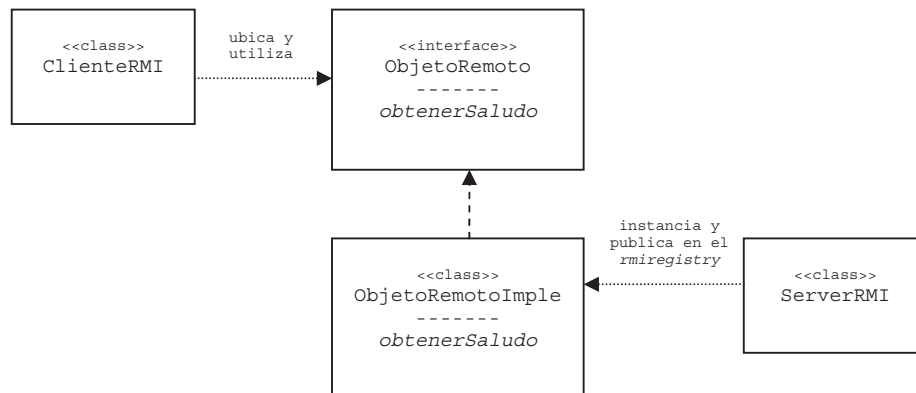 <<class>>
ClienteRMI
ubica y
utiliza
<<interface>>
ObjetoRemoto
-------
obtenerSaludo
<<class>>
ObjetoRemotoImple
-------
obtenerSaludo
instancia y
publica en el
rmiregistry
<<class>>
ServerRMI